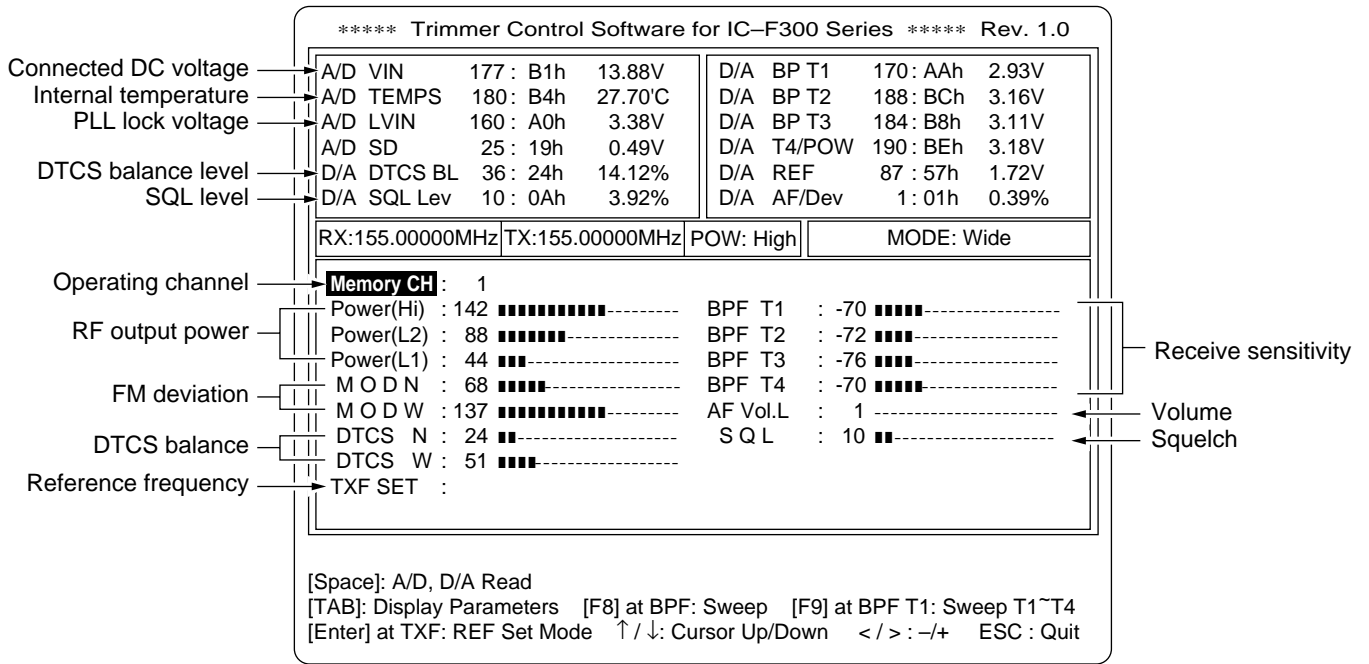 ***** Trimmer Control Software for IC–F300 Series ***** Rev. 1.0
Connected DC voltage
Internal temperature
PLL lock voltage
DTCS balance level
SQL level
A/D VIN 177 : B1h 13.88V
A/D TEMPS 180 : B4h 27.70'C
A/D LVIN 160 : A0h 3.38V
A/D SD 25 : 19h 0.49V
D/A DTCS BL 36 : 24h 14.12%
D/A SQL Lev 10 : 0Ah 3.92%
D/A BP T1 170 : AAh 2.93V
D/A BP T2 188 : BCh 3.16V
D/A BP T3 184 : B8h 3.11V
D/A T4/POW 190 : BEh 3.18V
D/A REF 87 : 57h 1.72V
D/A AF/Dev 1 : 01h 0.39%
RX:155.00000MHz TX:155.00000MHz POW: High MODE: Wide
Operating channel
RF output power
FM deviation
DTCS balance
Reference frequency
Memory CH : 1
Power(Hi) : 142
Power(L2) : 88
Power(L1) : 44
M O D N : 68
M O D W : 137
DTCS N : 24
DTCS W : 51
TXF SET :
BPF T1 : -70
BPF T2 : -72
BPF T3 : -76
BPF T4 : -70
AF Vol.L : 1
S Q L : 10
Receive sensitivity
Volume
Squelch
[Space]: A/D, D/A Read
[TAB]: Display Parameters [F8] at BPF: Sweep [F9] at BPF T1: Sweep T1~T4
[Enter] at TXF: REF Set Mode ↑ / ↓: Cursor Up/Down < / > : –/+ ESC : Quit